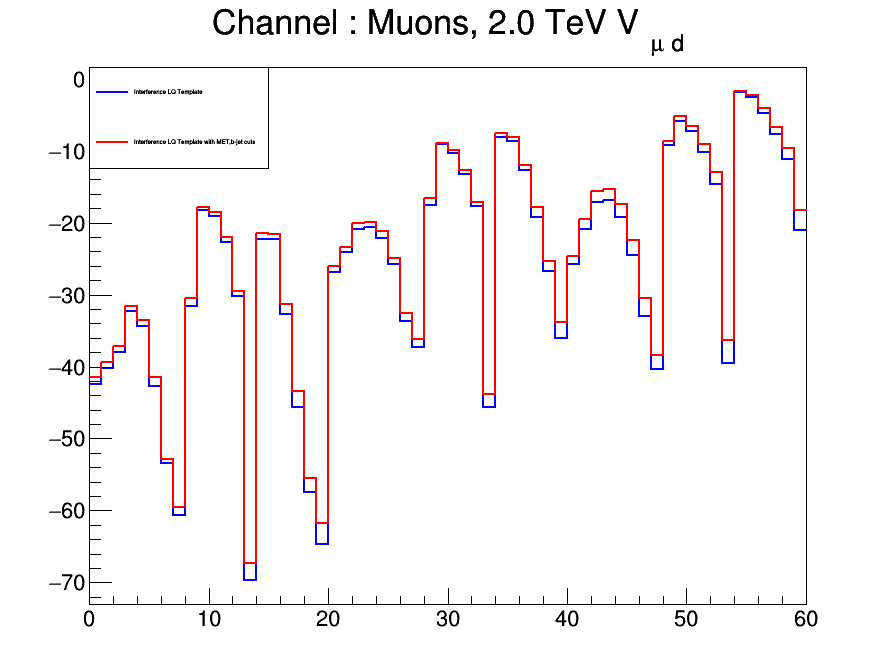 Channel : Muons, 2.0 TeV V μ d
Interference LQ Template
Interference LQ Template with MET,b-jet cuts
0
−10
−20
−30
−40
−50
−60
−70
0 10 20 30 40 50 60